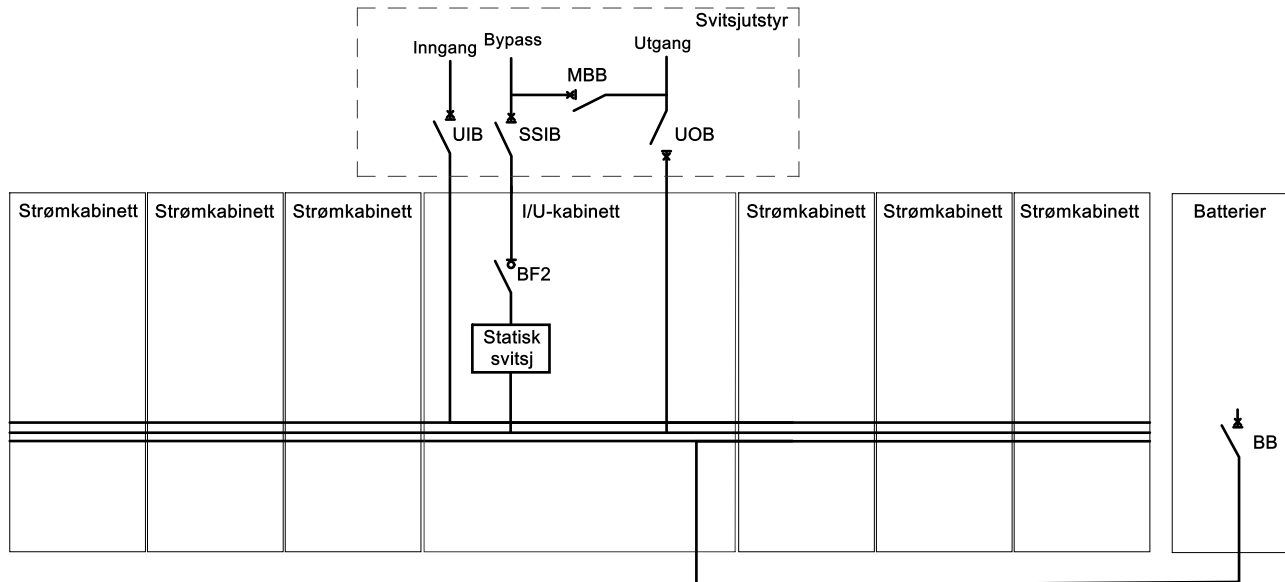 Svitsjutstyr
Inngang
Bypass
Utgang
MBB
UIB
SSIB
UOB
Strømkabinett
Strømkabinett
Strømkabinett
I/U-kabinett
Strømkabinett
Strømkabinett
Strømkabinett
Batterier
BF2
Statisk
svitsj
BB